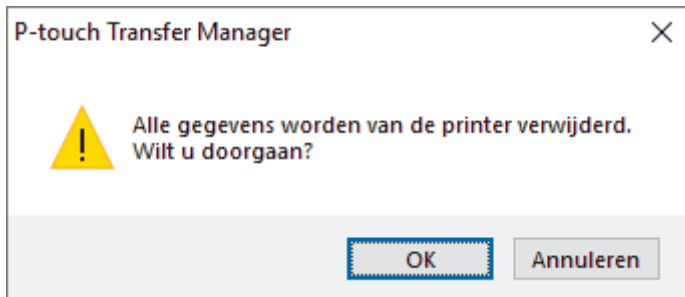 P-touch Transfer Manager
Alle gegevens worden van de printer verwijderd.
Wilt u doorgaan?
OK
Annuleren